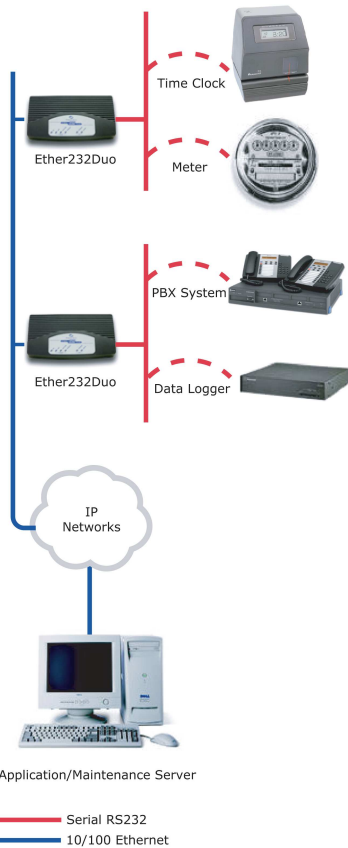 Time Clock
Ether232Duo
Meter
PBX System
Ether232Duo
Data Logger
IP
Networks
Application/Maintenance Server
Serial RS232
10/100 Ethernet